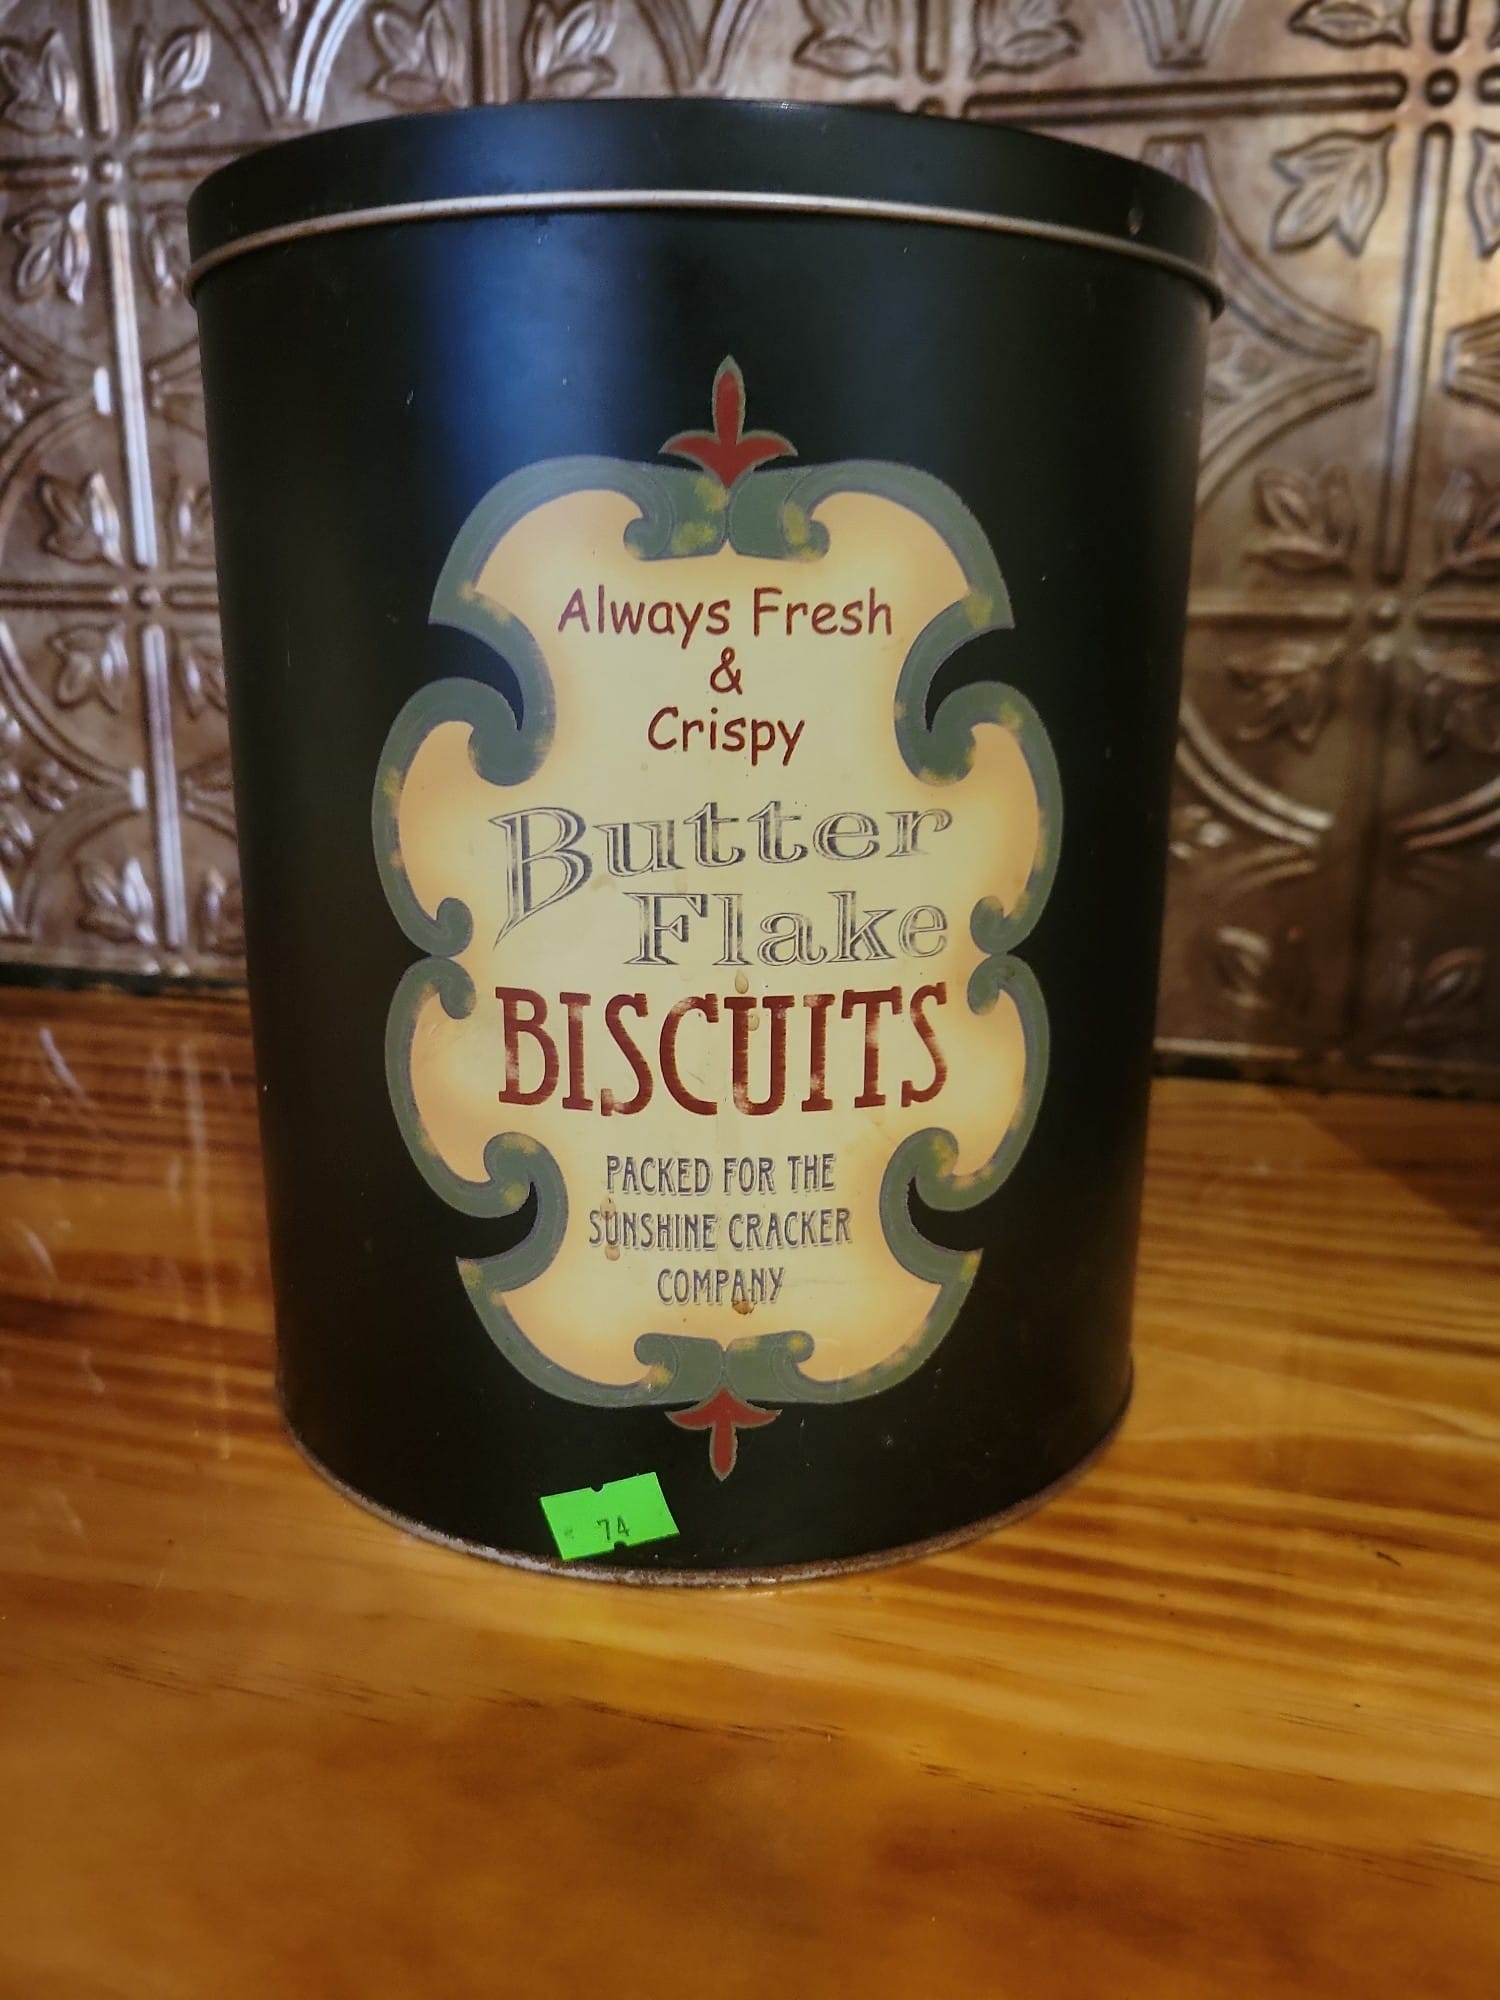 Always Fresh
&
Crispy
Butter
Flake
BISCUITS
PACKED FOR THE
SUNSHINE CRACKER
COMPANY
74